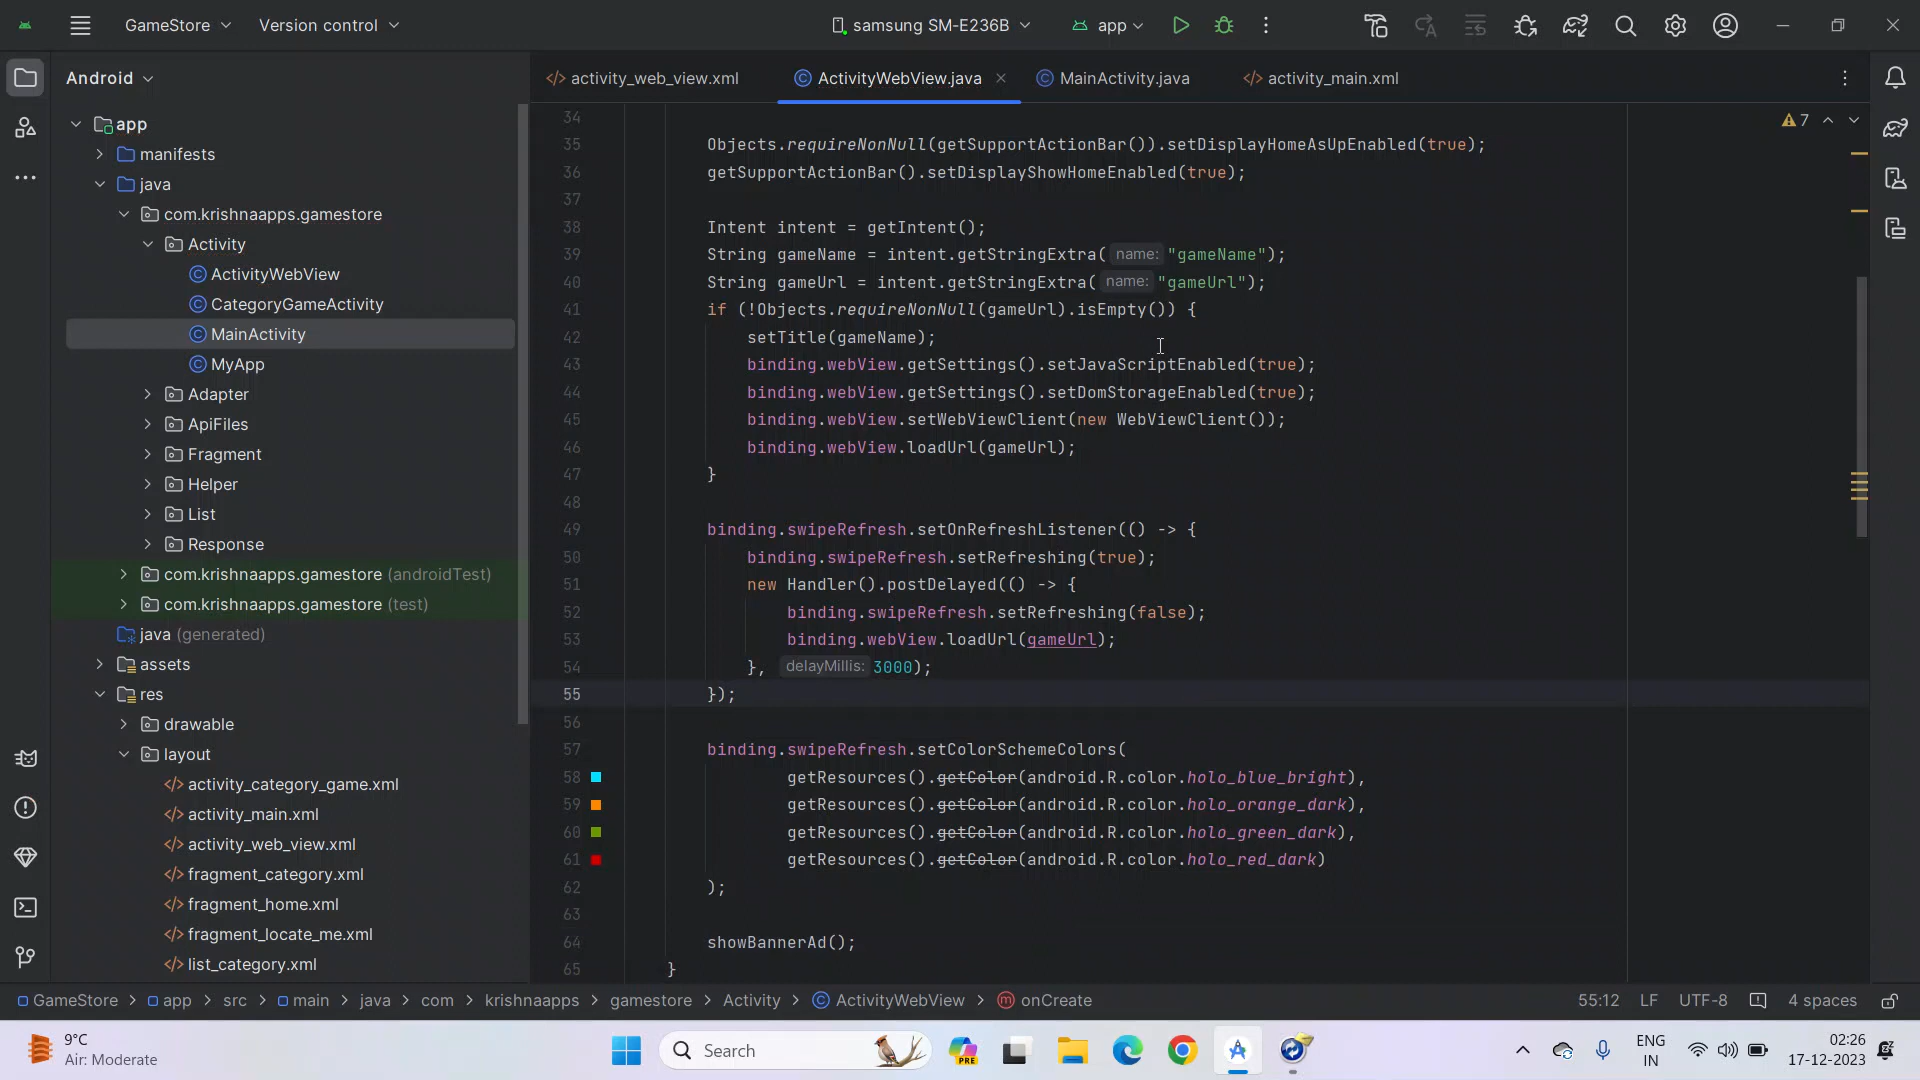 GameStore
Version control
samsung SM-E236B
app
Android
activity_web_view.xml
ActivityWebView.java
MainActivity.java
activity_main.xml
app
manifests
java
com.krishnaapps.gamestore
Activity
ActivityWebView
CategoryGameActivity
MainActivity
MyApp
Adapter
ApiFiles
Fragment
Helper
List
Response
com.krishnaapps.gamestore (androidTest)
com.krishnaapps.gamestore (test)
java (generated)
assets
res
drawable
layout
activity_category_game.xml
activity_main.xml
activity_web_view.xml
fragment_category.xml
fragment_home.xml
fragment_locate_me.xml
list_category.xml
7
34
35 Objects.requireNonNull(getSupportActionBar()).setDisplayHomeAsUpEnabled(true);
36 getSupportActionBar().setDisplayShowHomeEnabled(true);
37
38 Intent intent = getIntent();
39 String gameName = intent.getStringExtra( name: "gameName");
40 String gameUrl = intent.getStringExtra( name: "gameUrl");
41 if (!Objects.requireNonNull(gameUrl).isEmpty()) {
42 setTitle(gameName);
43 binding.webView.getSettings().setJavaScriptEnabled(true);
44 binding.webView.getSettings().setDomStorageEnabled(true);
45 binding.webView.setWebViewClient(new WebViewClient());
46 binding.webView.loadUrl(gameUrl);
47 }
48
49 binding.swipeRefresh.setOnRefreshListener(() -> {
50 binding.swipeRefresh.setRefreshing(true);
51 new Handler().postDelayed(() -> {
52 binding.swipeRefresh.setRefreshing(false);
53 binding.webView.loadUrl(gameUrl);
54 }, delayMillis: 3000);
55 });
56
57 binding.swipeRefresh.setColorSchemeColors(
58 getResources().getColor(android.R.color.holo_blue_bright),
59 getResources().getColor(android.R.color.holo_orange_dark),
60 getResources().getColor(android.R.color.holo_green_dark),
61 getResources().getColor(android.R.color.holo_red_dark)
62 );
63
64 showBannerAd();
65 }
GameStore > app > src > main > java > com > krishnaapps > gamestore > Activity > ActivityWebView > onCreate
55:12 LF UTF-8 4 spaces
9°C
Air: Moderate
Search
PRE
ENG
IN
02:26
17-12-2023